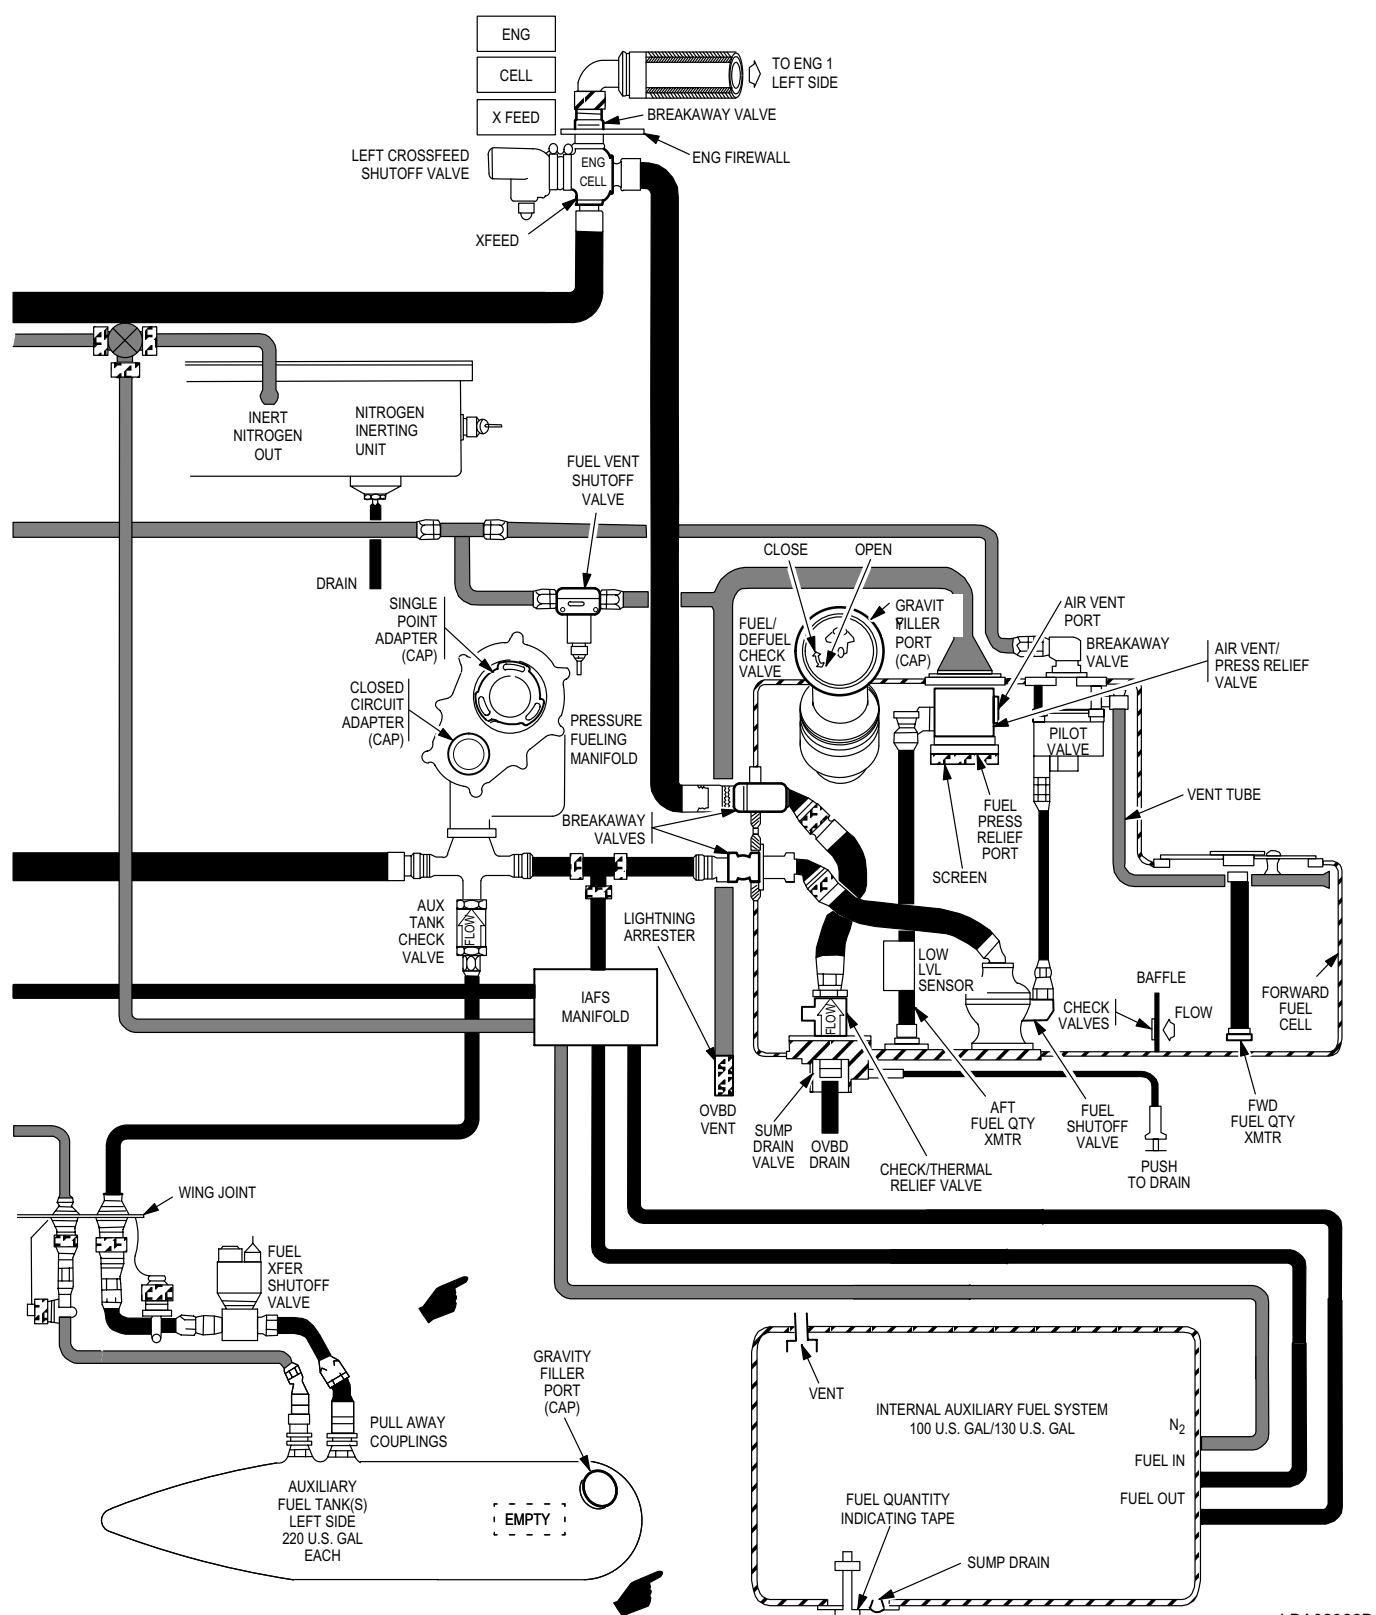 ENG
CELL
X FEED
TO ENG 1
LEFT SIDE
BREAKAWAY VALVE
ENG FIREWALL
LEFT CROSSFEED
SHUTOFF VALVE
ENG
CELL
XFEED
INERT
NITROGEN
OUT
NITROGEN
INERTING
UNIT
FUEL VENT
SHUTOFF
VALVE
DRAIN
SINGLE
POINT
ADAPTER
(CAP)
CLOSED
CIRCUIT
ADAPTER
(CAP)
PRESSURE
FUELING
MANIFOLD
CLOSE
OPEN
FUEL/
DEFUEL
CHECK
VALVE
GRAVIT
Y
FILLER
PORT
(CAP)
AIR VENT
PORT
BREAKAWAY
VALVE
AIR VENT/
PRESS RELIEF
VALVE
PILOT
VALVE
VENT TUBE
FUEL
PRESS
RELIEF
PORT
SCREEN
BREAKAWAY
VALVES
AUX
TANK
CHECK
VALVE
FLOW
LIGHTNING
ARRESTER
IAFS
MANIFOLD
LOW
LVL
SENSOR
FLOW
BAFFLE
CHECK
VALVES
FLOW
FORWARD
FUEL
CELL
OVBD
VENT
SUMP
DRAIN
VALVE
OVBD
DRAIN
CHECK/THERMAL
RELIEF VALVE
AFT
FUEL QTY
XMTR
FUEL
SHUTOFF
VALVE
PUSH
TO DRAIN
FWD
FUEL QTY
XMTR
WING JOINT
FUEL
XFER
SHUTOFF
VALVE
GRAVITY
FILLER
PORT
(CAP)
PULL AWAY
COUPLINGS
AUXILIARY
FUEL TANK(S)
LEFT SIDE
220 U.S. GAL
EACH
EMPTY
VENT
INTERNAL AUXILIARY FUEL SYSTEM
100 U.S. GAL/130 U.S. GAL
N2
FUEL IN
FUEL OUT
FUEL QUANTITY
INDICATING TAPE
SUMP DRAIN